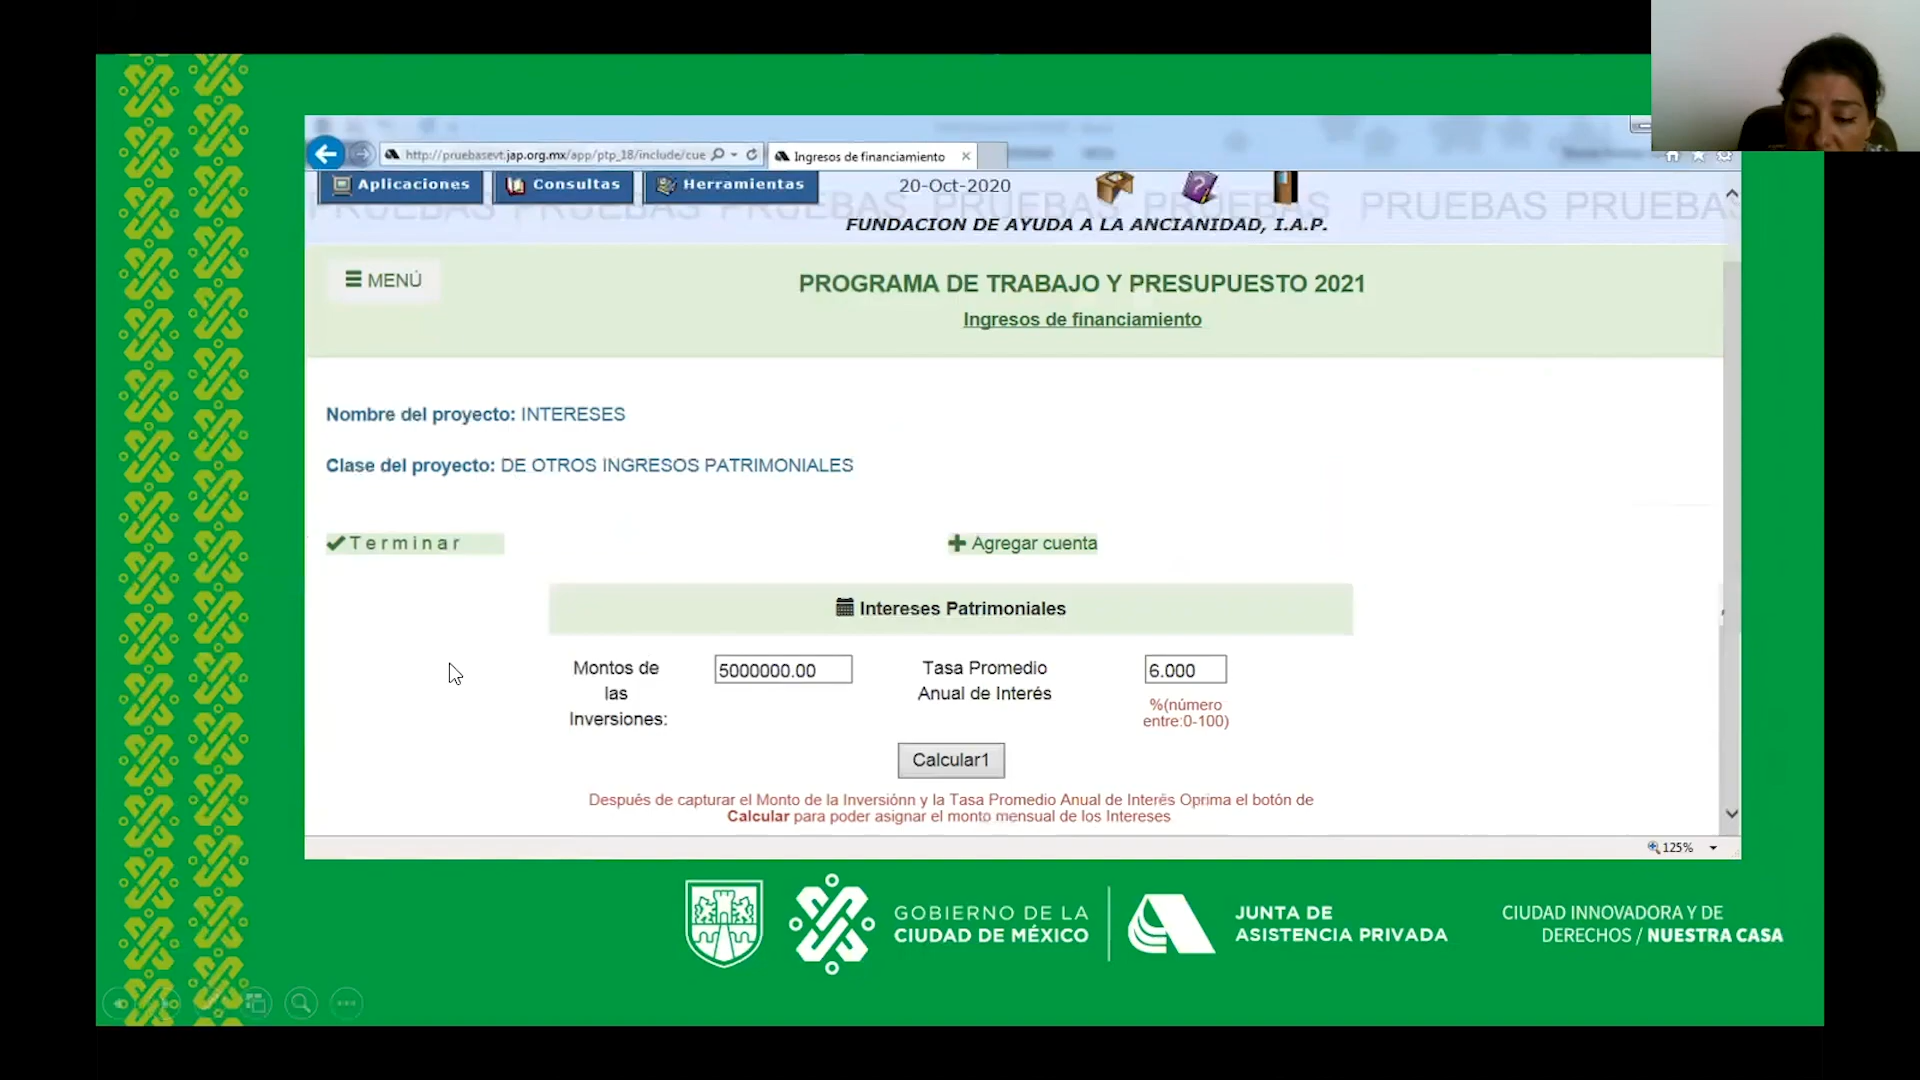 http://pruebasevt.jap.org.mx/app/ptp_18/include/cue
Ingresos de financiamiento
Aplicaciones
Consultas
Herramientas
20-Oct-2020
PRUEBAS PRUEBAS PRUEBAS PRUEBAS PRUEBAS PRUEBAS PRUEBAS
FUNDACION DE AYUDA A LA ANCIANIDAD, I.A.P.
MENÚ
PROGRAMA DE TRABAJO Y PRESUPUESTO 2021
Ingresos de financiamiento
Nombre del proyecto: INTERESES
Clase del proyecto: DE OTROS INGRESOS PATRIMONIALES
Terminar
Agregar cuenta
Intereses Patrimoniales
Montos de
las
Inversiones:
5000000.00
Tasa Promedio
Anual de Interés
6.000
%(número
entre:0-100)
Calcular1
Después de capturar el Monto de la Inversiónn y la Tasa Promedio Anual de Interés Oprima el botón de
Calcular para poder asignar el monto mensual de los Intereses
125%
GOBIERNO DE LA
CIUDAD DE MÉXICO
JUNTA DE
ASISTENCIA PRIVADA
CIUDAD INNOVADORA Y DE
DERECHOS / NUESTRA CASA